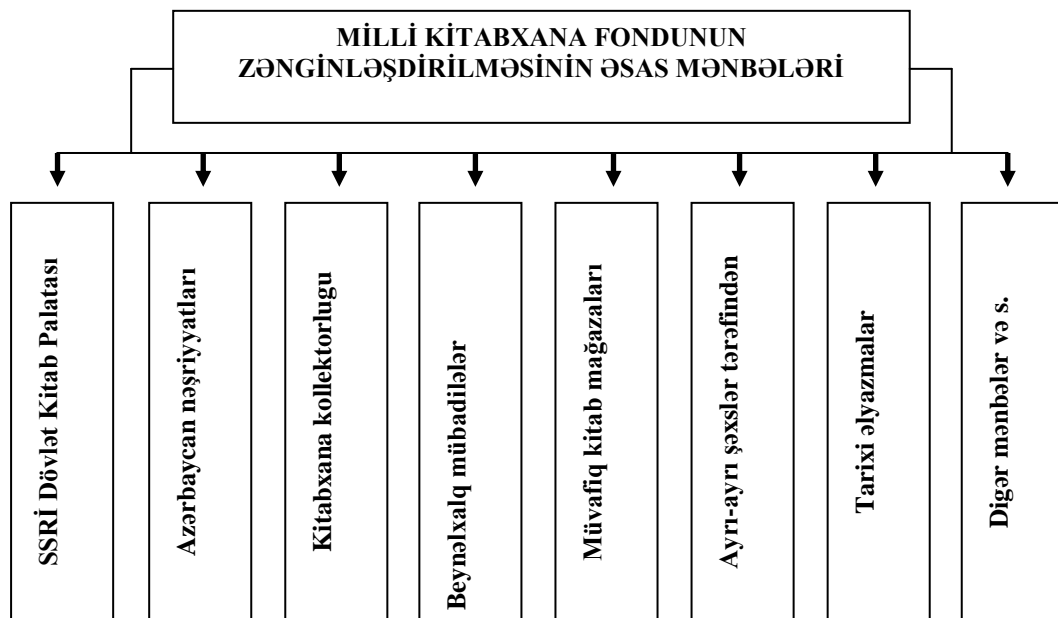 MİLLİ KİTABXANA FONDUNUN
ZƏNGİNLƏŞDİRİLMƏSİNİN ƏSAS MƏNBƏLƏRİ
SSRİ Dövlət Kitab Palatası
Azərbaycan nəşriyyatları
Kitabxana kollektorlugu
Beynəlxalq mübadilələr
Müvafiq kitab mağazaları
Ayrı-ayrı şəxslər tərəfindən
Tarixi əlyazmalar
Digər mənbələr və s.